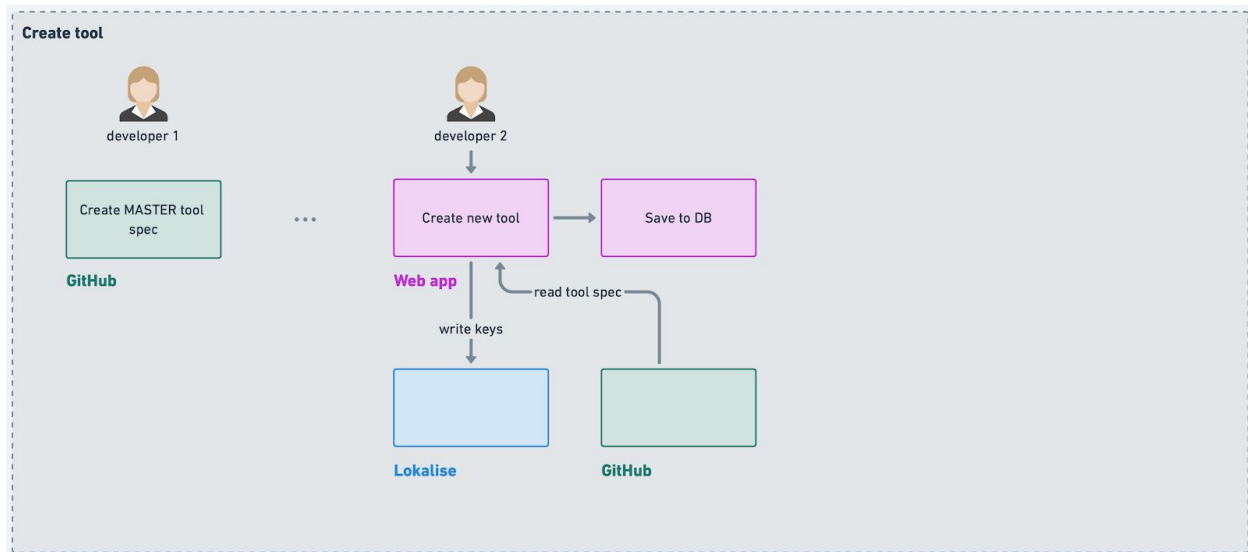 Create tool
developer 1
developer 2
Create MASTER tool
spec
...
Create new tool
Save to DB
GitHub
Web app
read tool spec
write keys
Lokalise
GitHub